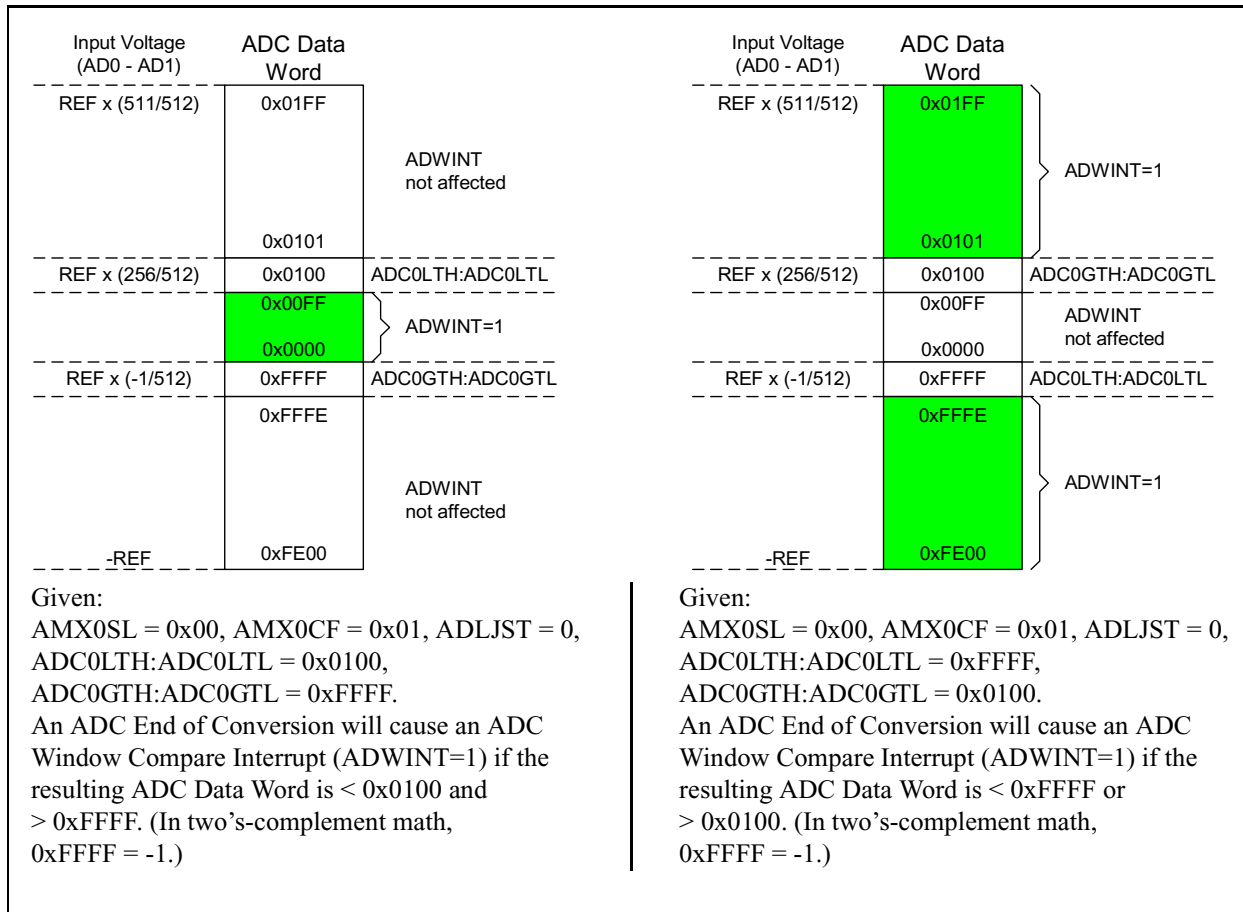 Input Voltage
(AD0 - AD1)
ADC Data
Word
REF x (511/512)
0x01FF
ADWINT
not affected
0x0101
REF x (256/512)
0x0100
ADC0LTH:ADC0LTL
0x00FF
ADWINT=1
0x0000
REF x (-1/512)
0xFFFF
ADC0GTH:ADC0GTL
0xFFFE
ADWINT
not affected
-REF
0xFE00
Given:
AMX0SL = 0x00, AMX0CF = 0x01, ADLJST = 0,
ADC0LTH:ADC0LTL = 0x0100,
ADC0GTH:ADC0GTL = 0xFFFF.
An ADC End of Conversion will cause an ADC
Window Compare Interrupt (ADWINT=1) if the
resulting ADC Data Word is < 0x0100 and
> 0xFFFF. (In two's-complement math,
0xFFFF = -1.)
Input Voltage
(AD0 - AD1)
ADC Data
Word
REF x (511/512)
0x01FF
ADWINT=1
0x0101
REF x (256/512)
0x0100
ADC0GTH:ADC0GTL
0x00FF
ADWINT
not affected
0x0000
REF x (-1/512)
0xFFFF
ADC0LTH:ADC0LTL
0xFFFE
ADWINT=1
-REF
0xFE00
Given:
AMX0SL = 0x00, AMX0CF = 0x01, ADLJST = 0,
ADC0LTH:ADC0LTL = 0xFFFF,
ADC0GTH:ADC0GTL = 0x0100.
An ADC End of Conversion will cause an ADC
Window Compare Interrupt (ADWINT=1) if the
resulting ADC Data Word is < 0xFFFF or
> 0x0100. (In two's-complement math,
0xFFFF = -1.)